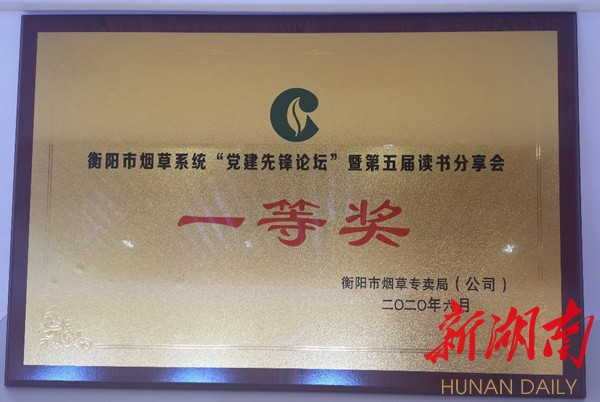 衡阳市烟草系统“党建先锋论坛”暨第五届读书分享会
一等奖
衡阳市烟草专卖局（公司）
二〇二〇年六月
新湖南
HUNAN DAILY